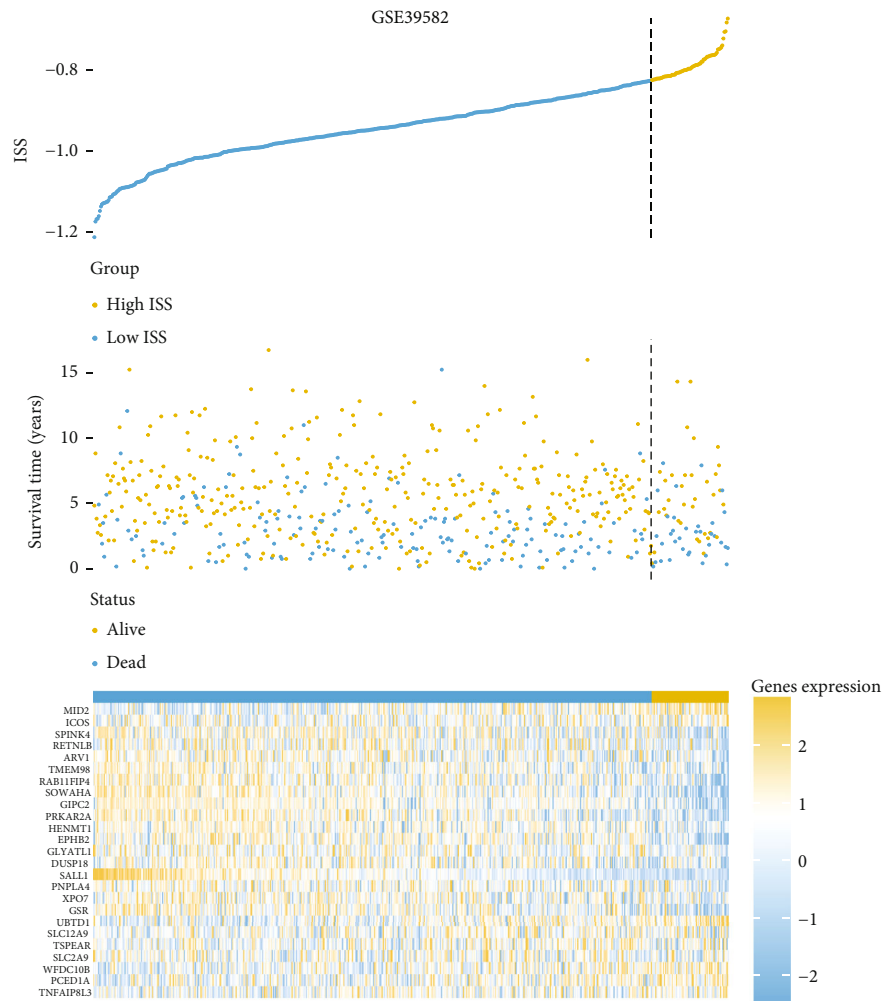 GSE39582
ISS
−0.8
−1.0
−1.2
Group
High ISS
Low ISS
Survival time (years)
15
10
5
0
Status
Alive
Dead
Genes expression
2
1
0
−1
−2
MID2
ICOS
SPINK4
RETNLB
ARV1
TMEM98
RAB11FIP4
SOWAHA
GIPC2
PRKAR2A
HENMT1
EPHB2
GLYATL1
DUSP18
SALL1
PNPLA4
XPO7
GSR
UBTD1
SLC12A9
TSPEAR
SLC2A9
WFDC10B
PCED1A
TNFAIP8L3